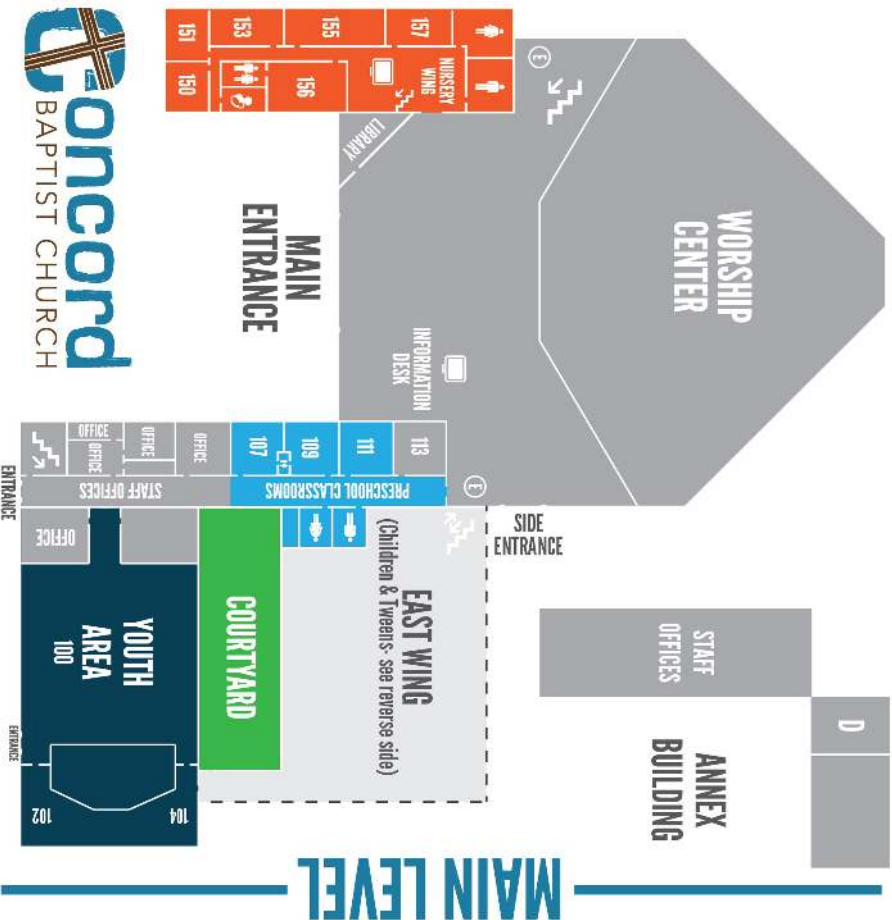 Concord
BAPTIST CHURCH
151
153
155
157
150
156
NURSERY
WING
LIBRARY
E
WORSHIP
CENTER
MAIN
ENTRANCE
INFORMATION
DESK
OFFICE
OFFICE
OFFICE
OFFICE
107
109
111
113
STAFF OFFICES
PRESCHOOL CLASSROOMS
E
ENTRANCE
SIDE
ENTRANCE
OFFICE
YOUTH
AREA
100
COURTYARD
EAST WING
(Children & Tweens- see reverse side)
STAFF
OFFICES
D
ANNEX
BUILDING
ENTRANCE
102
104
MAIN LEVEL